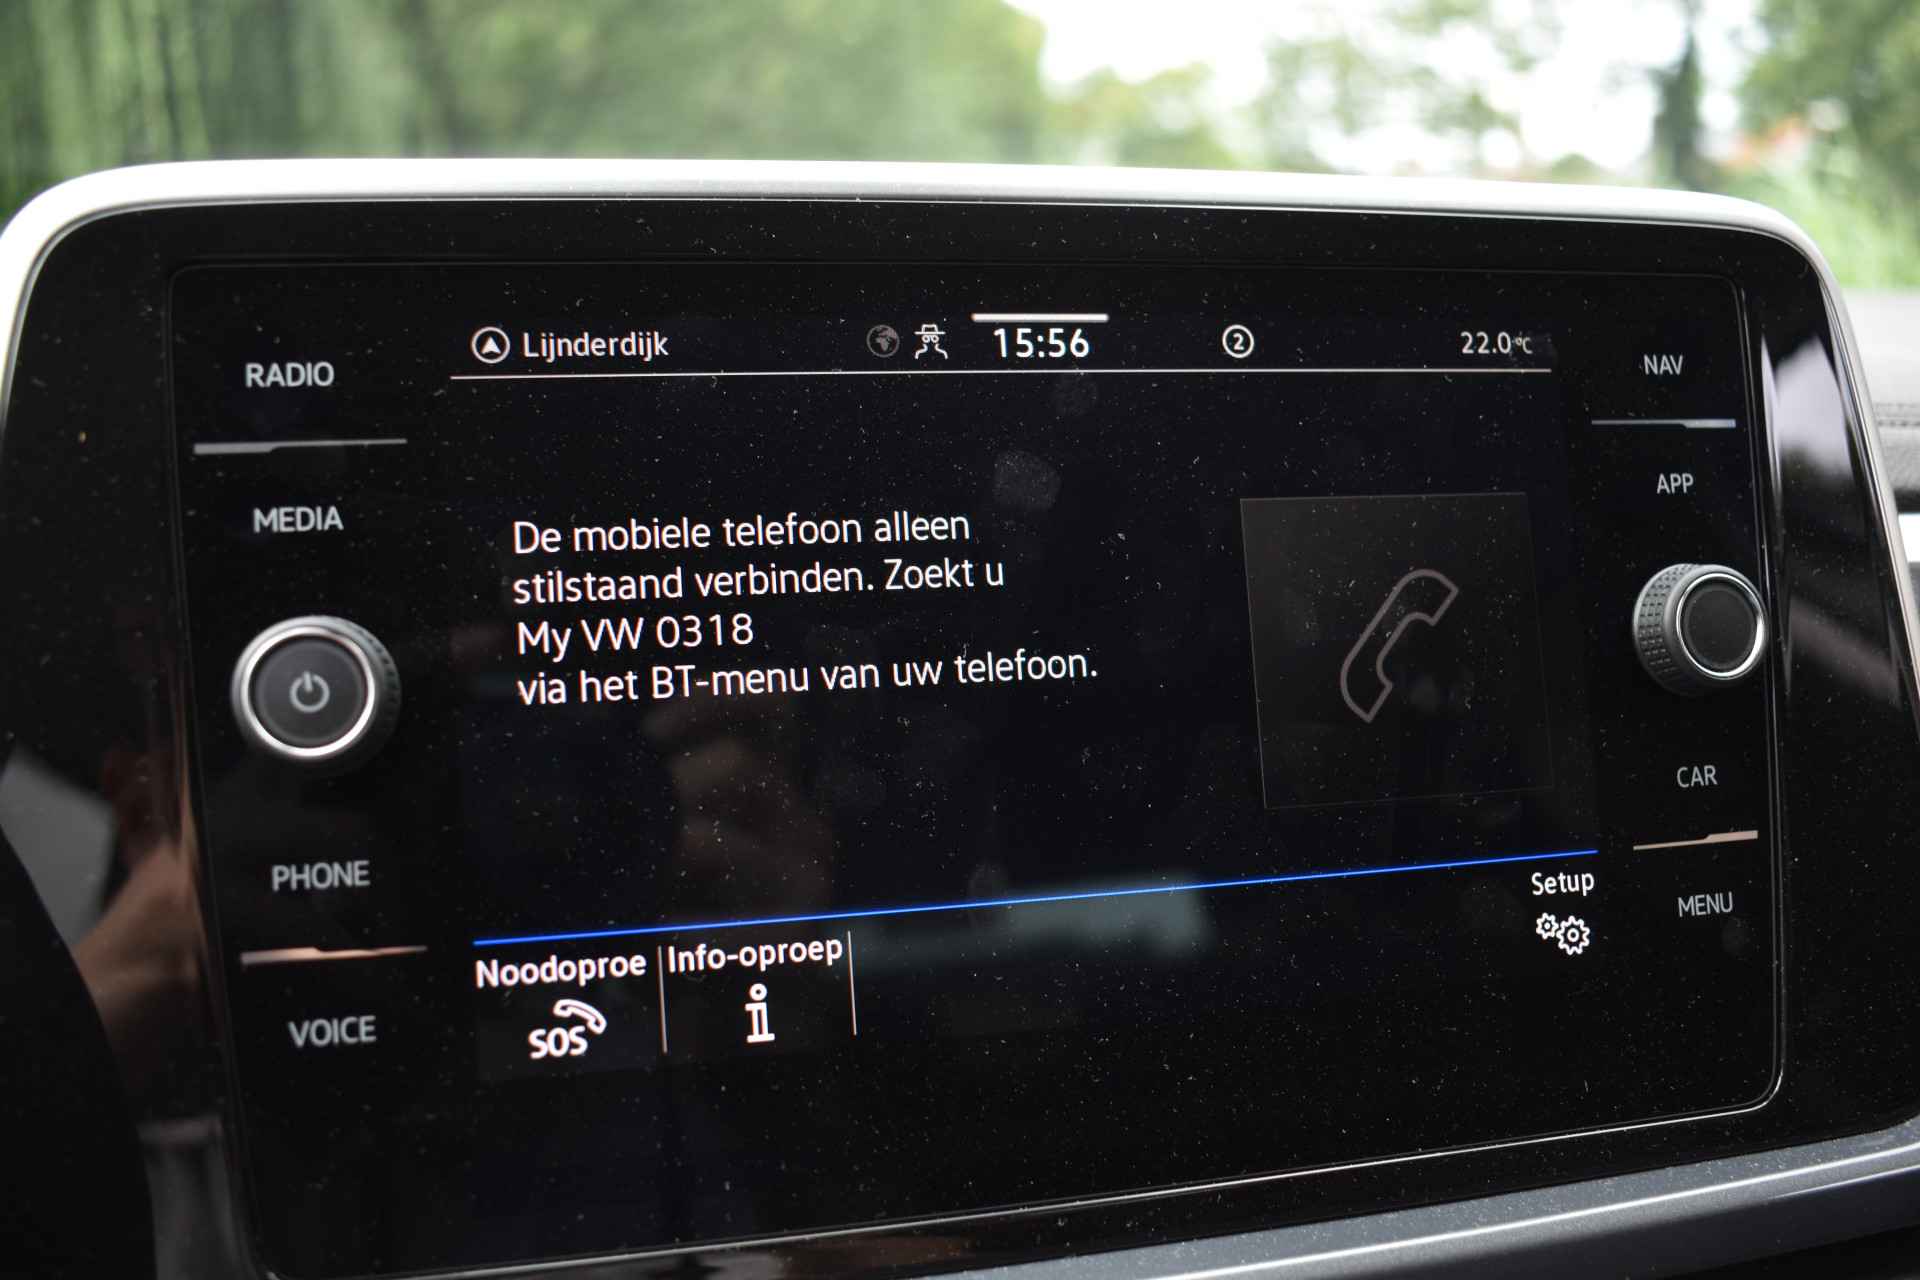 Lijnderdijk 15:56 2 22.0°C
RADIO
MEDIA
PHONE
VOICE
De mobiele telefoon alleen
stilstaand verbinden. Zoekt u
My VW 0318
via het BT-menu van uw telefoon.
Noodoproe
SOS
Info-oproep
i
Setup
NAV
APP
CAR
MENU